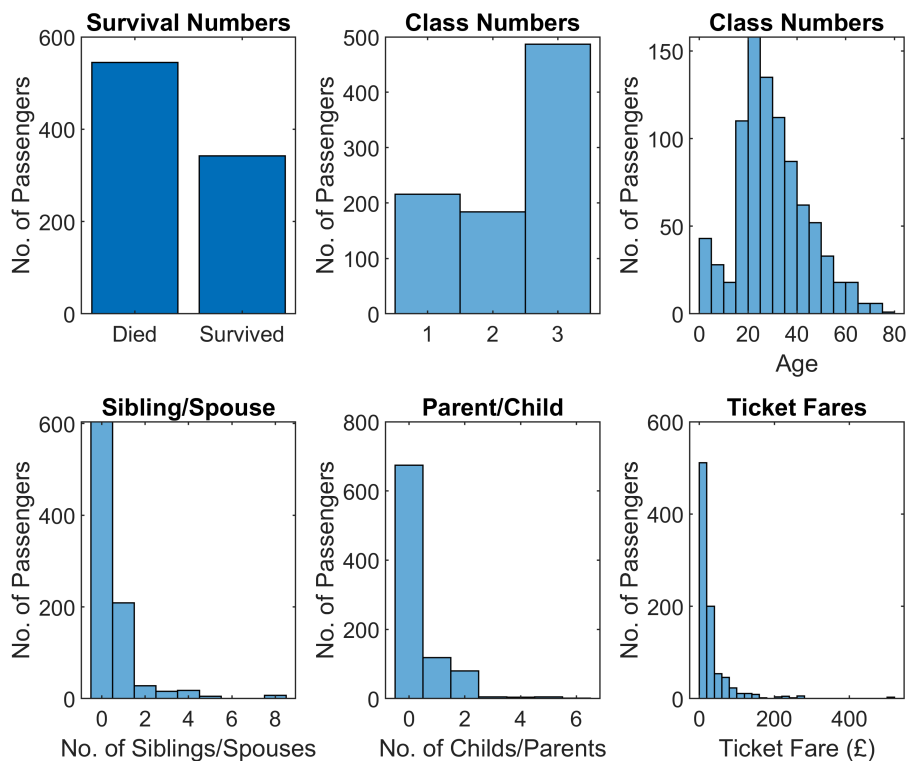 Survival Numbers
No. of Passengers
600
400
200
0
Died Survived
Class Numbers
No. of Passengers
500
400
300
200
100
0
1 2 3
Class Numbers
No. of Passengers
150
100
50
0
0 20 40 60 80
Age
Sibling/Spouse
No. of Passengers
600
400
200
0
0 2 4 6 8
No. of Siblings/Spouses
Parent/Child
No. of Passengers
800
600
400
200
0
0 2 4 6
No. of Childs/Parents
Ticket Fares
No. of Passengers
600
400
200
0
0 200 400
Ticket Fare (£)